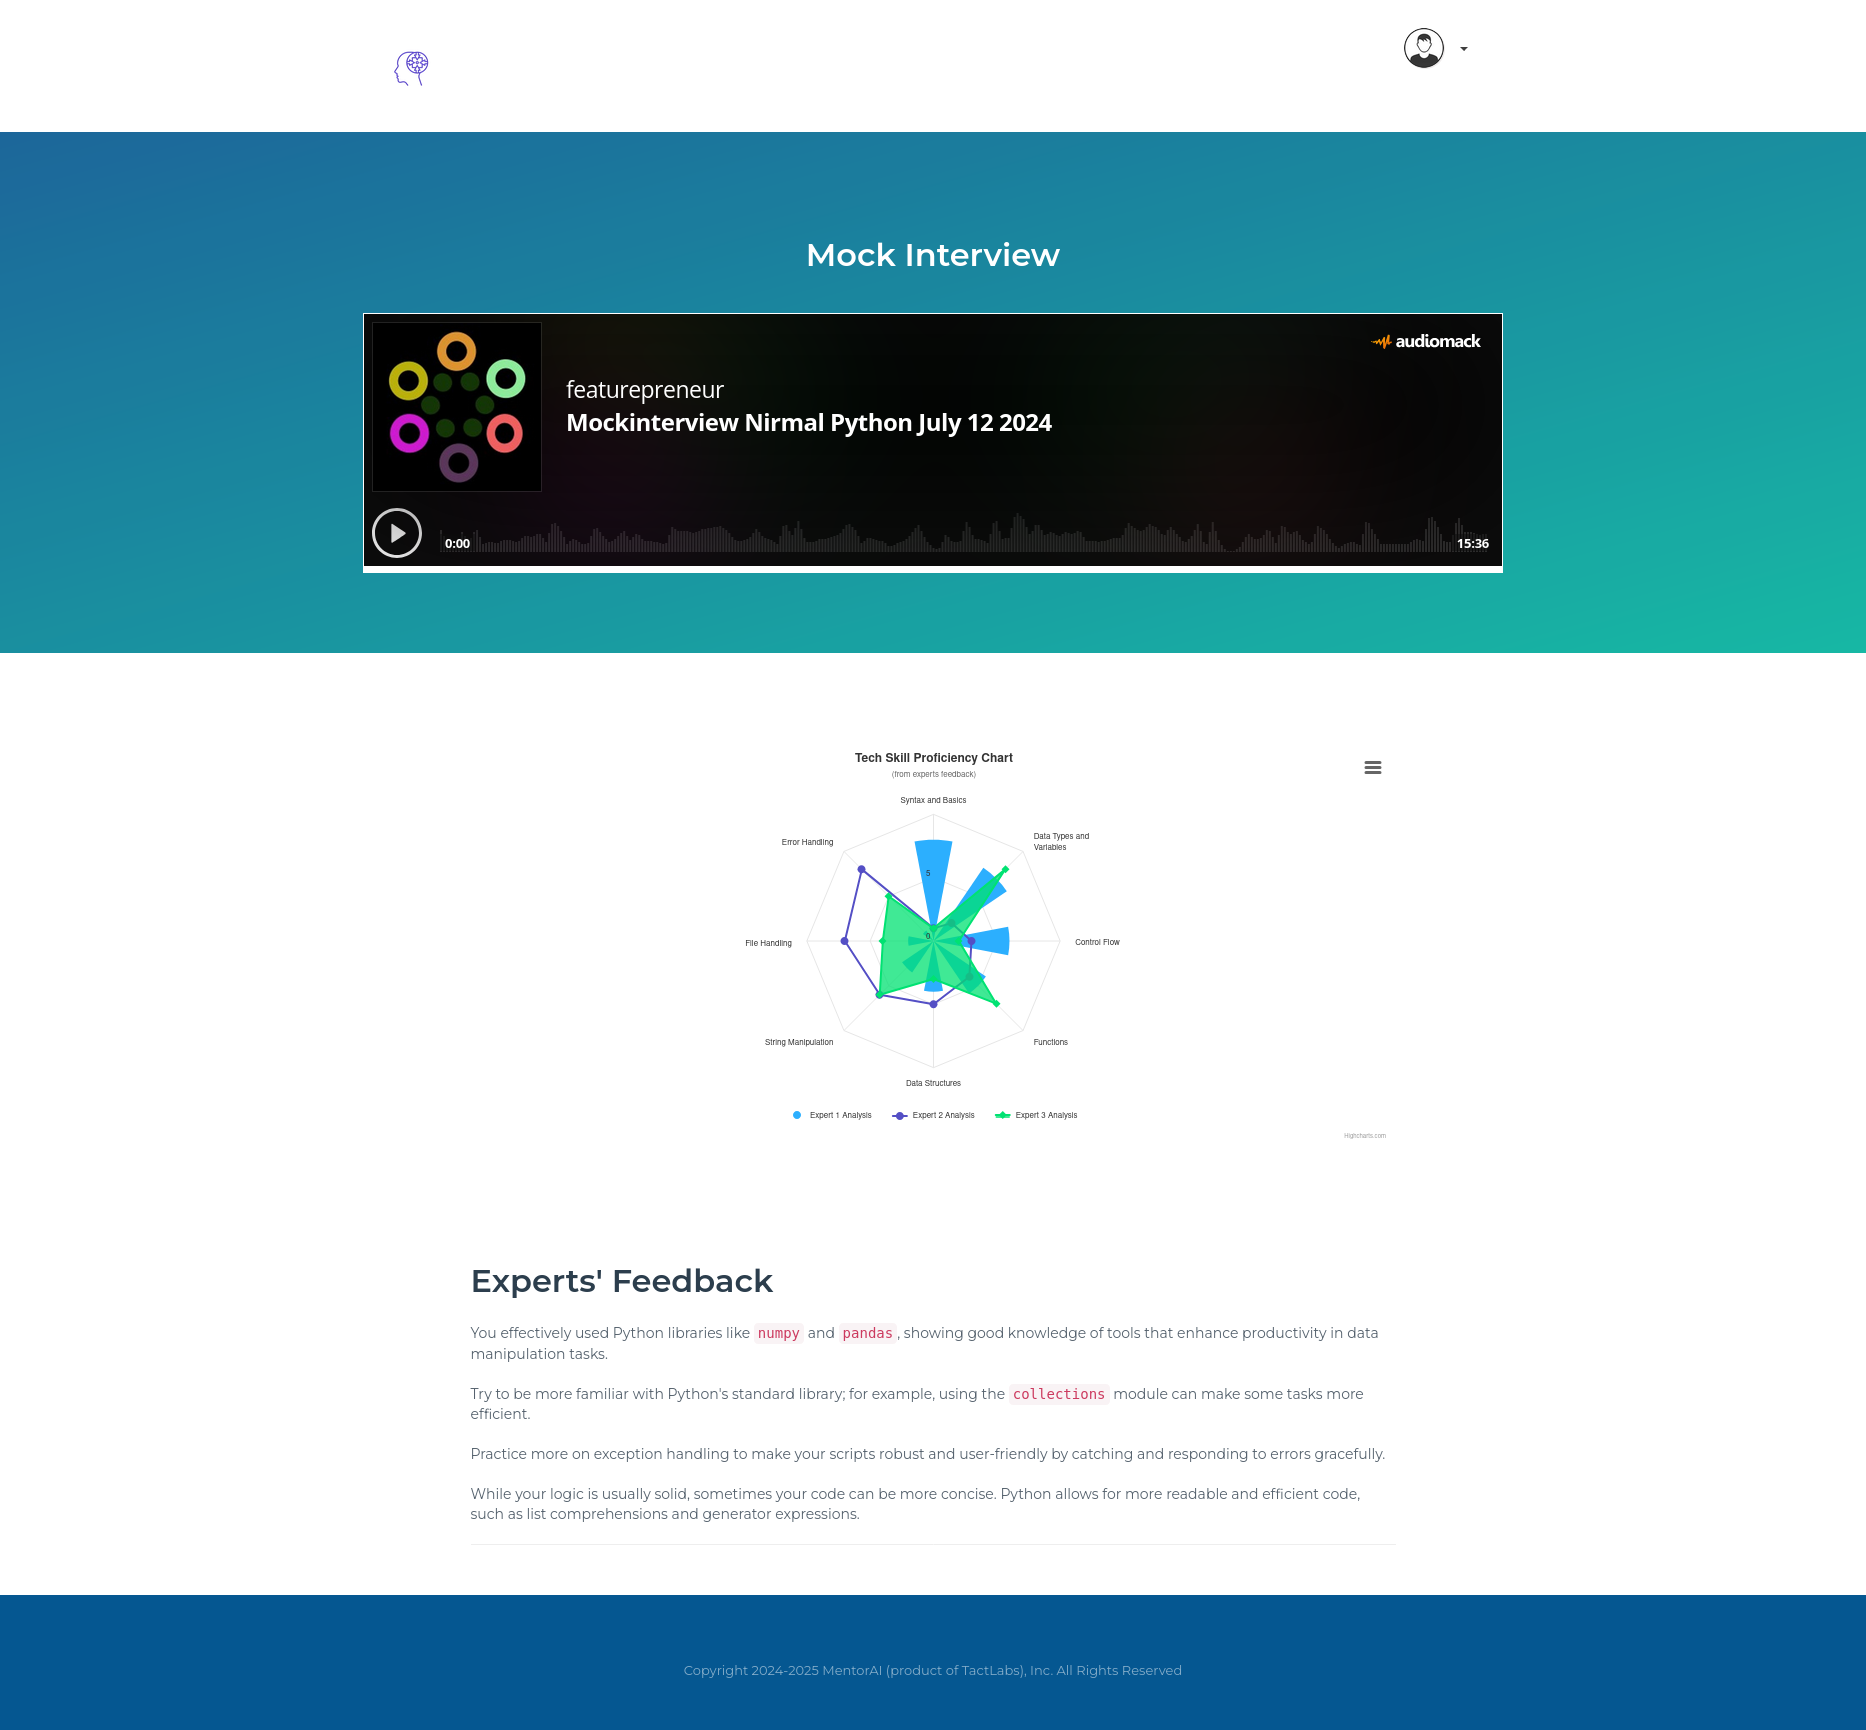 Mock Interview
audiomack
featurepreneur
Mockinterview Nirmal Python July 12 2024
0:00
15:36
Tech Skill Proficiency Chart
(from experts feedback)
Syntax and Basics
Error Handling
Data Types and
Variables
5
File Handling
0
Control Flow
String Manipulation
Functions
Data Structures
Expert 1 Analysis
Expert 2 Analysis
Expert 3 Analysis
Highcharts.com
Experts' Feedback
You effectively used Python libraries like numpy and pandas, showing good knowledge of tools that enhance productivity in data
manipulation tasks.
Try to be more familiar with Python's standard library; for example, using the collections module can make some tasks more
efficient.
Practice more on exception handling to make your scripts robust and user-friendly by catching and responding to errors gracefully.
While your logic is usually solid, sometimes your code can be more concise. Python allows for more readable and efficient code,
such as list comprehensions and generator expressions.
Copyright 2024-2025 MentorAI (product of TactLabs), Inc. All Rights Reserved